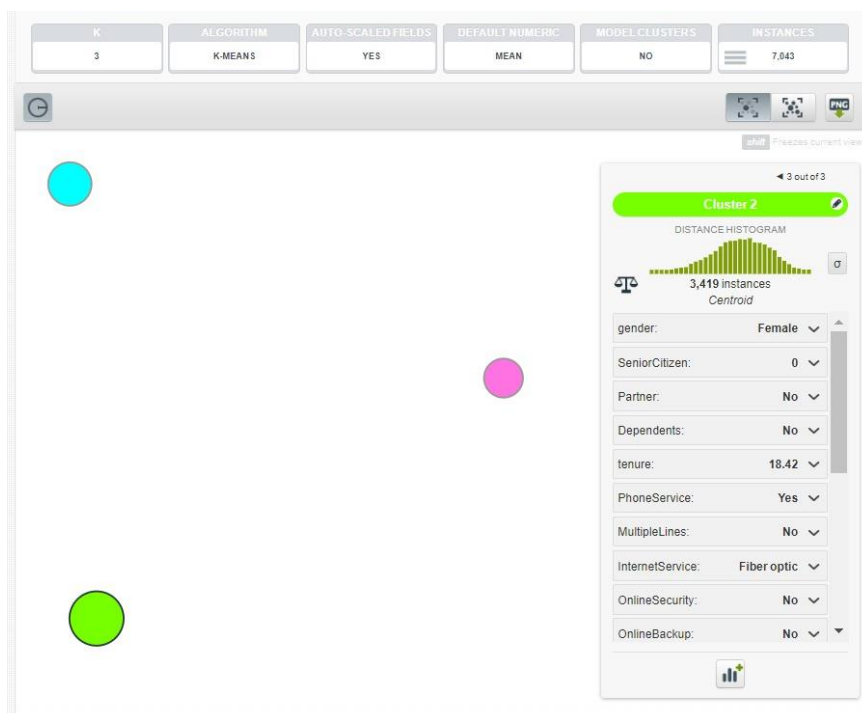 K ALGORITHM AUTO-SCALED FIELDS DEFAULT NUMERIC MODEL CLUSTERS INSTANCES
3 K-MEANS YES MEAN NO 7,043
PNG
shift Freezes current view
◄ 3 out of 3
Cluster 2
DISTANCE HISTOGRAM
σ
3,419 instances
Centroid
gender: Female
SeniorCitizen: 0
Partner: No
Dependents: No
tenure: 18.42
PhoneService: Yes
MultipleLines: No
InternetService: Fiber optic
OnlineSecurity: No
OnlineBackup: No